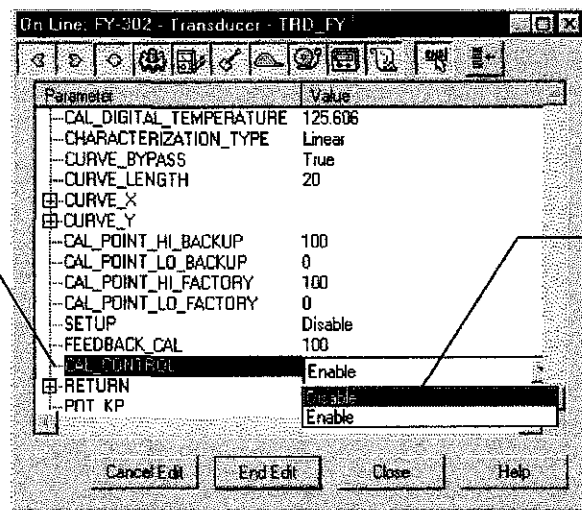 On Line: FY-302 - Transducer - TRD_FY
Parameter Value
CAL_DIGITAL_TEMPERATURE 125.606
CHARACTERIZATION_TYPE Linear
CURVE_BYPASS True
CURVE_LENGTH 20
CURVE_X
CURVE_Y
CAL_POINT_HI_BACKUP 100
CAL_POINT_LO_BACKUP 0
CAL_POINT_HI_FACTORY 100
CAL_POINT_LO_FACTORY 0
SETUP Disable
FEEDBACK_CAL 100
CAL_CONTROL Enable
RETURN Disable
POT_KP Enable
Cancel Edit End Edit Close Help